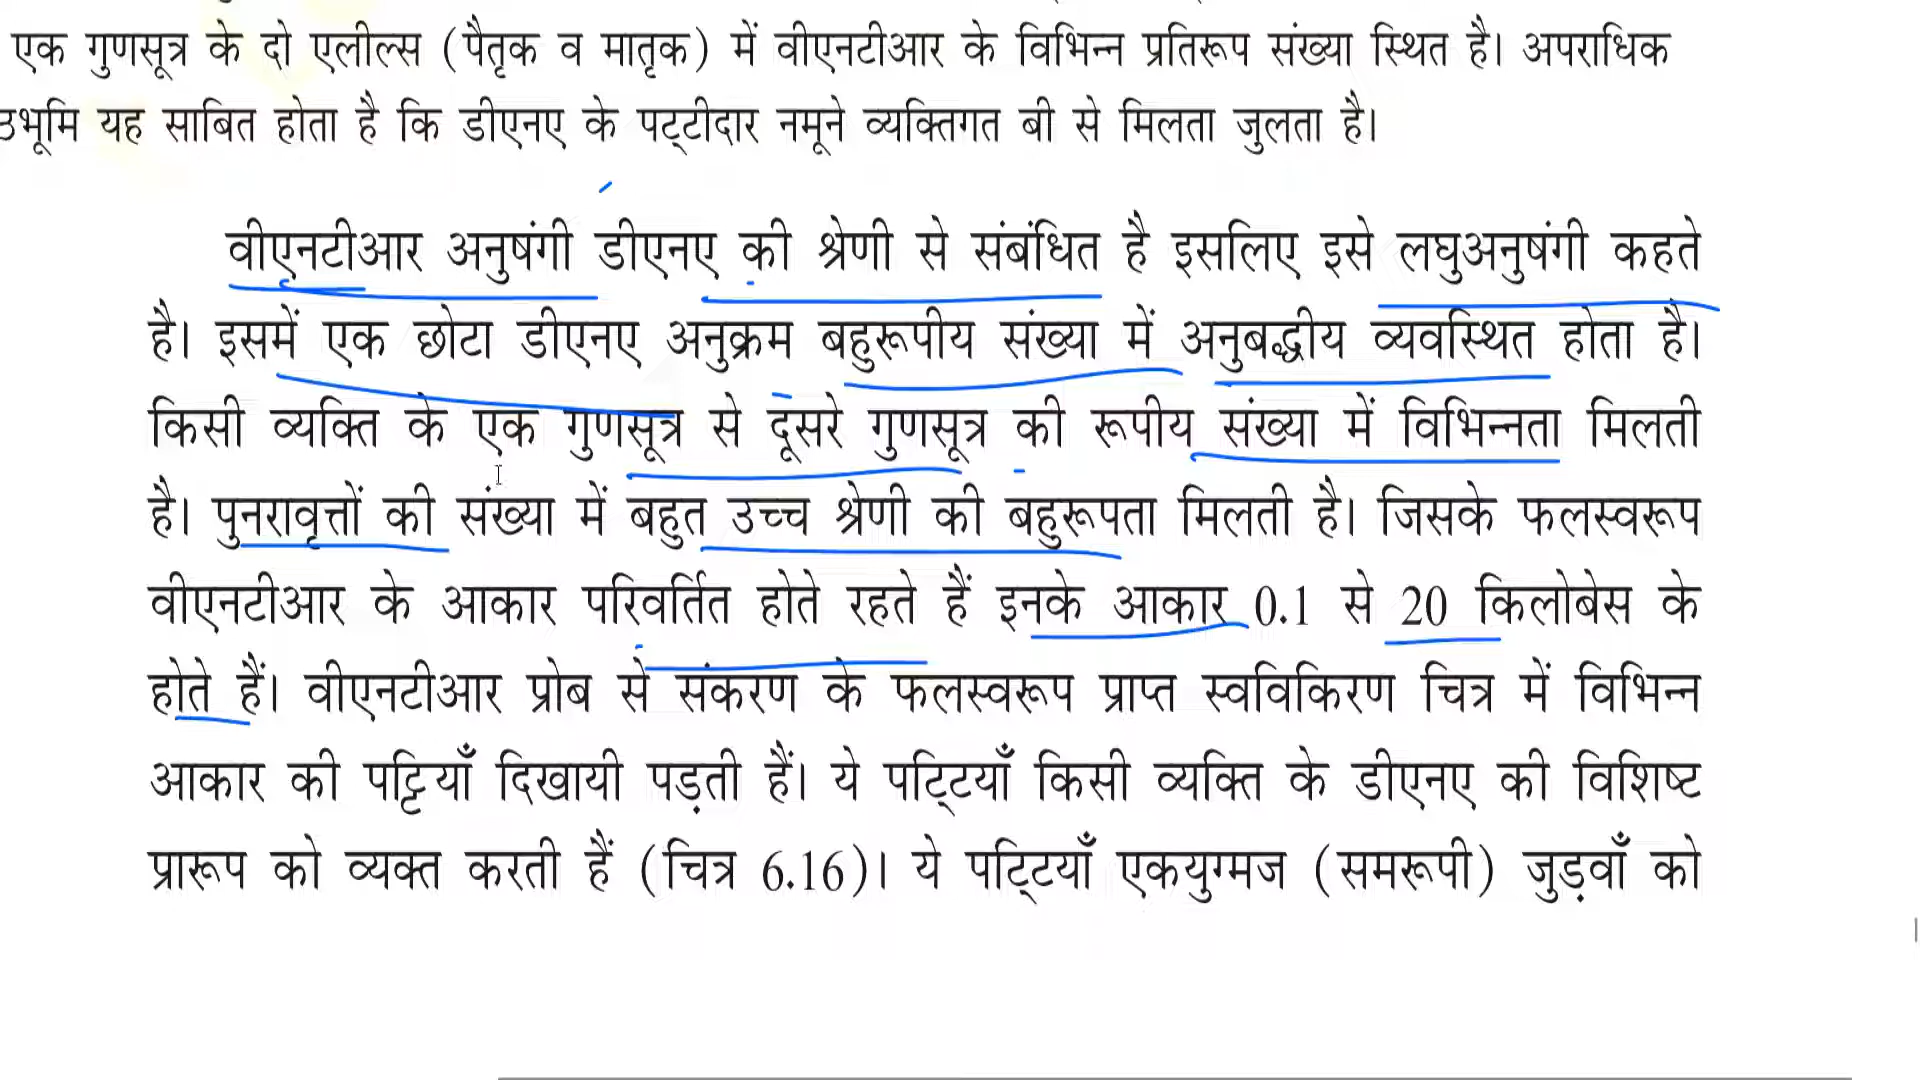 एक गुणसूत्र के दो एलील्स (पैतृक व मातृक) में वीएनटीआर के विभिन्न प्रतिरूप संख्या स्थित है। अपराधिक
यह साबित होता है कि डीएनए के पट्टीदार नमूने व्यक्तिगत बी से मिलता जुलता है।
वीएनटीआर अनुषंगी डीएनए की श्रेणी से संबंधित है इसलिए इसे लघुअनुषंगी कहते
है। इसमें एक छोटा डीएनए अनुक्रम बहुरूपीय संख्या में अनुबद्धीय व्यवस्थित होता है।
किसी व्यक्ति के एक गुणसूत्र से दूसरे गुणसूत्र की रूपीय संख्या में विभिन्नता मिलती
है। पुनरावृत्तों की संख्या में बहुत उच्च श्रेणी की बहुरूपता मिलती है। जिसके फलस्वरूप
वीएनटीआर के आकार परिवर्तित होते रहते हैं इनके आकार 0.1 से 20 किलोबेस के
होते हैं। वीएनटीआर प्रोब से संकरण के फलस्वरूप प्राप्त स्वविकिरण चित्र में विभिन्न
आकार की पट्टियाँ दिखायी पड़ती हैं। ये पट्टियाँ किसी व्यक्ति के डीएनए की विशिष्ट
प्रारूप को व्यक्त करती हैं (चित्र 6.16)। ये पट्टियाँ एकयुग्मज (समरूपी) जुड़वाँ को